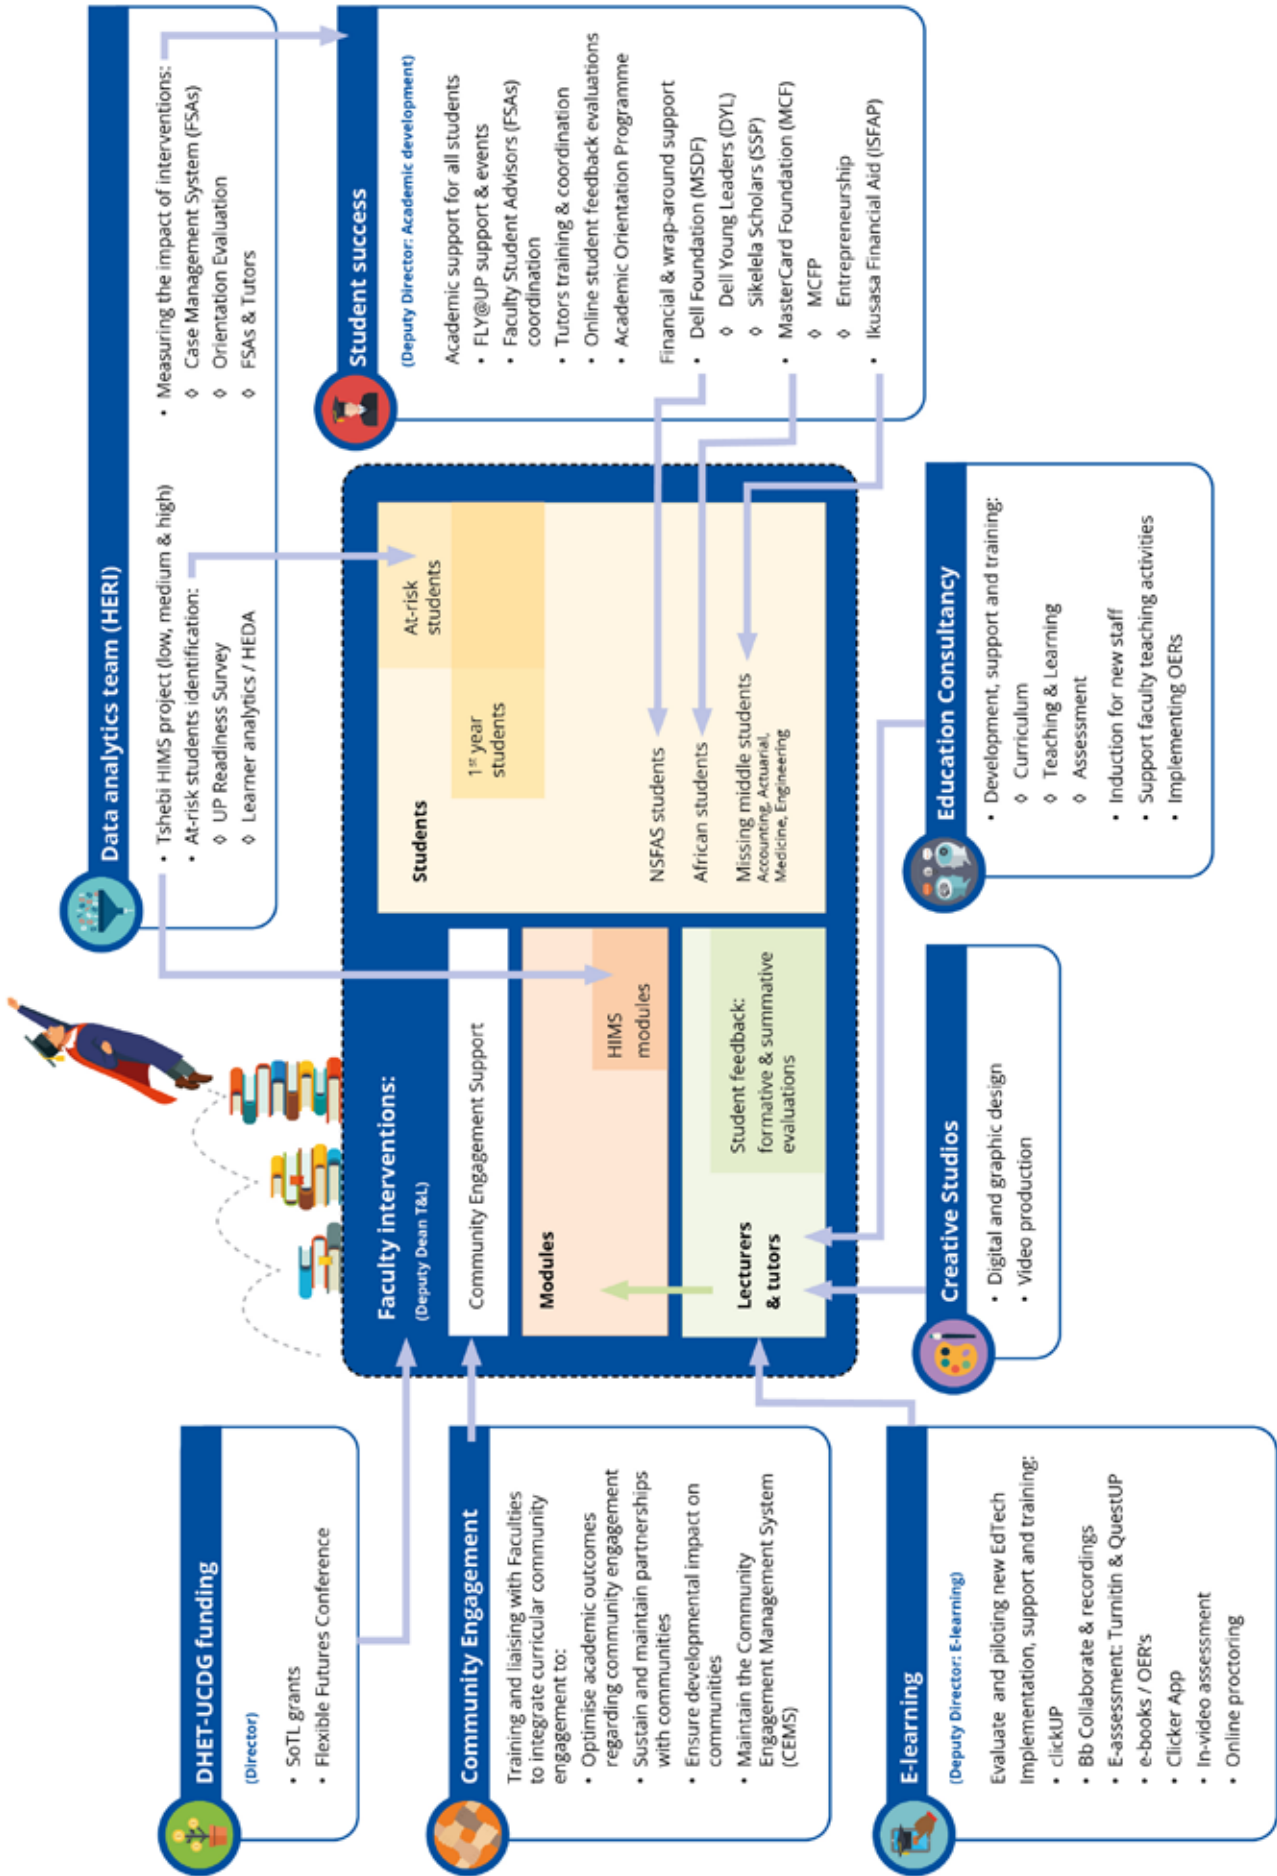 DHET-UCDG funding
(Director)
• SoTL grants
• Flexible Futures Conference
Community Engagement
Training and liaising with Faculties
to integrate curricular community
engagement to:
• Optimise academic outcomes
regarding community engagement
• Sustain and maintain partnerships
with communities
• Ensure developmental impact on
communities
• Maintain the Community
Engagement Management System
(CEMS)
E-learning
(Deputy Director: E-learning)
Evaluate and piloting new EdTech
Implementation, support and training:
• clickUP
• Bb Collaborate & recordings
• E-assessment: Turnitin & QuestUP
• e-books / OER's
• Clicker App
• In-video assessment
• Online proctoring
Faculty interventions:
(Deputy Dean T&L)
Community Engagement Support
Modules
HIMS
modules
Lecturers
& tutors
Student feedback:
formative & summative
evaluations
Students
At-risk
students
1st year
students
NSFAS students
African students
Missing middle students
Accounting, Actuarial,
Medicine, Engineering
Creative Studios
• Digital and graphic design
• Video production
Education Consultancy
• Development, support and training:
◊ Curriculum
◊ Teaching & Learning
◊ Assessment
• Induction for new staff
• Support faculty teaching activities
• Implementing OERs
Data analytics team (HERI)
• Tshebi HIMS project (low, medium & high)
• At-risk students identification:
◊ UP Readiness Survey
◊ Learner analytics / HEDA
• Measuring the impact of interventions:
◊ Case Management System (FSAs)
◊ Orientation Evaluation
◊ FSAs & Tutors
Student success
(Deputy Director: Academic development)
Academic support for all students
• FLY@UP support & events
• Faculty Student Advisors (FSAs)
coordination
• Tutors training & coordination
• Online student feedback evaluations
• Academic Orientation Programme
Financial & wrap-around support
• Dell Foundation (MSDF)
◊ Dell Young Leaders (DYL)
◊ Sikelela Scholars (SSP)
• MasterCard Foundation (MCF)
◊ MCFP
◊ Entrepreneurship
• Ikusasa Financial Aid (ISFAP)